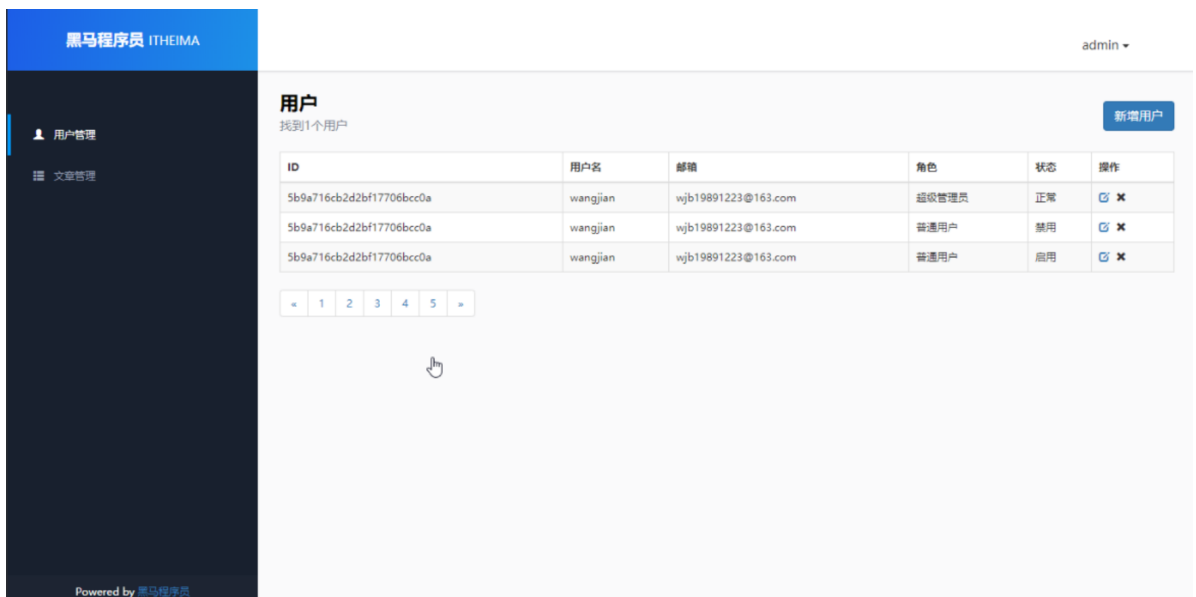 黑马程序员 ITHEIMA
admin
用户管理
文章管理
用户
找到1个用户
新增用户
ID 用户名 邮箱 角色 状态 操作
5b9a716cb2d2bf17706bcc0a wangjian wjb19891223@163.com 超级管理员 正常
5b9a716cb2d2bf17706bcc0a wangjian wjb19891223@163.com 普通用户 禁用
5b9a716cb2d2bf17706bcc0a wangjian wjb19891223@163.com 普通用户 启用
« 1 2 3 4 5 »
Powered by 黑马程序员